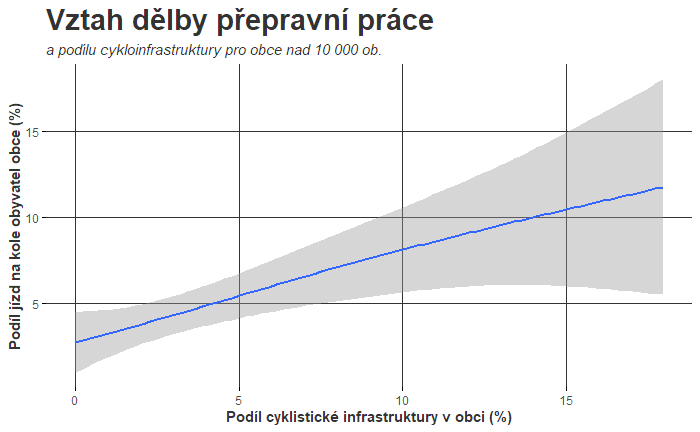 Vztah dělby přepravní práce
a podílu cykloinfrastruktury pro obce nad 10 000 ob.
Podíl jízd na kole obyvatel obce (%)
15
10
5
0 5 10 15
Podíl cyklistické infrastruktury v obci (%)